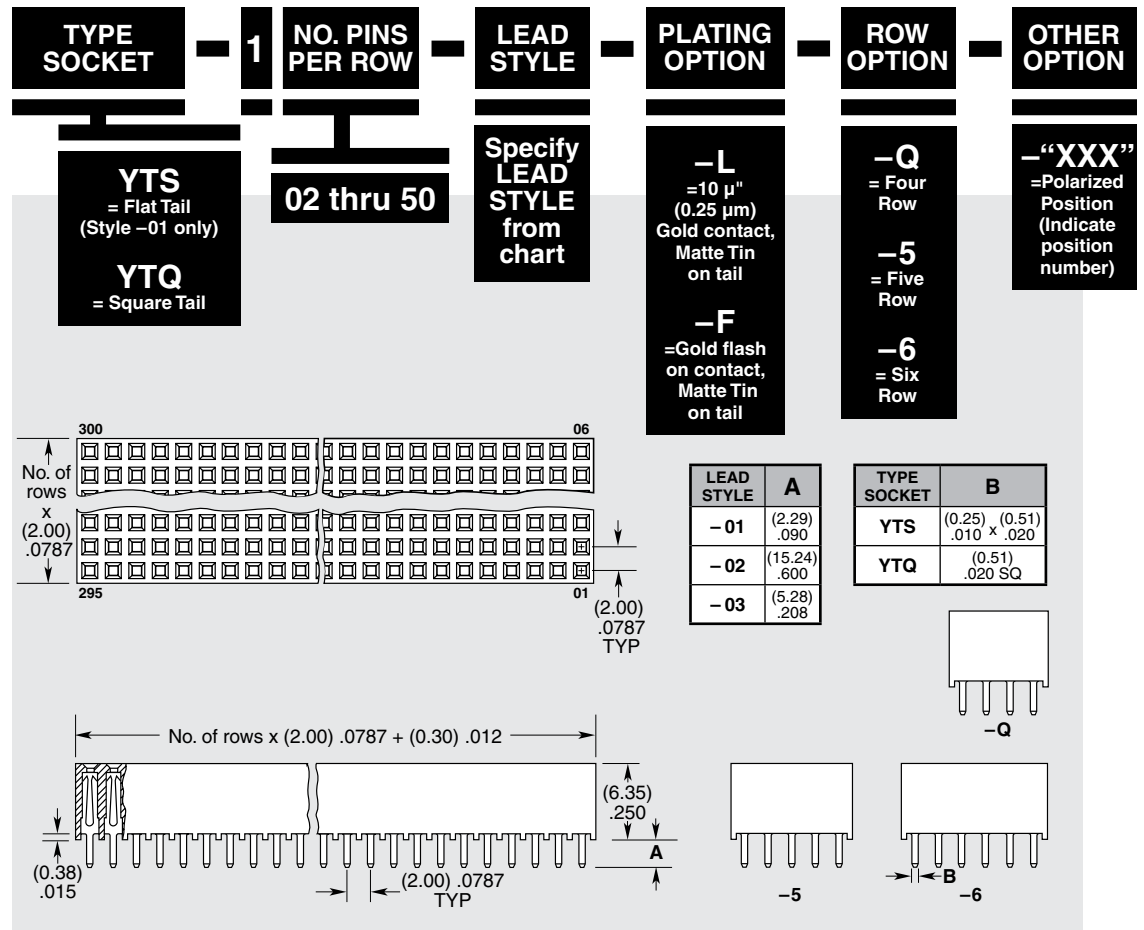 TYPE
SOCKET
1
NO. PINS
PER ROW
LEAD
STYLE
PLATING
OPTION
ROW
OPTION
OTHER
OPTION
YTS
= Flat Tail
(Style –01 only)
YTQ
= Square Tail
02 thru 50
Specify
LEAD
STYLE
from
chart
–L
=10 µ"
(0.25 µm)
Gold contact,
Matte Tin
on tail
–F
=Gold flash
on contact,
Matte Tin
on tail
–Q
= Four
Row
–5
= Five
Row
–6
= Six
Row
–“XXX”
=Polarized
Position
(Indicate
position
number)
300
06
No. of
rows
x
(2.00)
.0787
295
01
(2.00)
.0787
TYP
LEAD
STYLE
A
– 01
(2.29)
.090
– 02
(15.24)
.600
– 03
(5.28)
.208
TYPE
SOCKET
B
YTS
(0.25) x (0.51)
.010 .020
YTQ
(0.51)
.020 SQ
–Q
No. of rows x (2.00) .0787 + (0.30) .012
(6.35)
.250
A
(0.38)
.015
(2.00) .0787
TYP
–5
B
–6